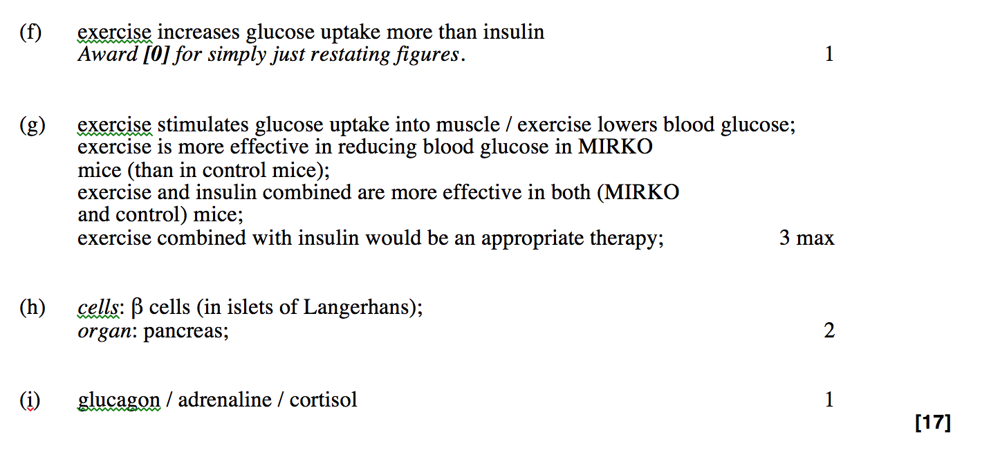 (f) exercise increases glucose uptake more than insulin
Award [0] for simply just restating figures. 1
(g) exercise stimulates glucose uptake into muscle / exercise lowers blood glucose;
exercise is more effective in reducing blood glucose in MIRKO
mice (than in control mice);
exercise and insulin combined are more effective in both (MIRKO
and control) mice;
exercise combined with insulin would be an appropriate therapy; 3 max
(h) cells: β cells (in islets of Langerhans);
organ: pancreas; 2
(i) glucagon / adrenaline / cortisol 1
[17]